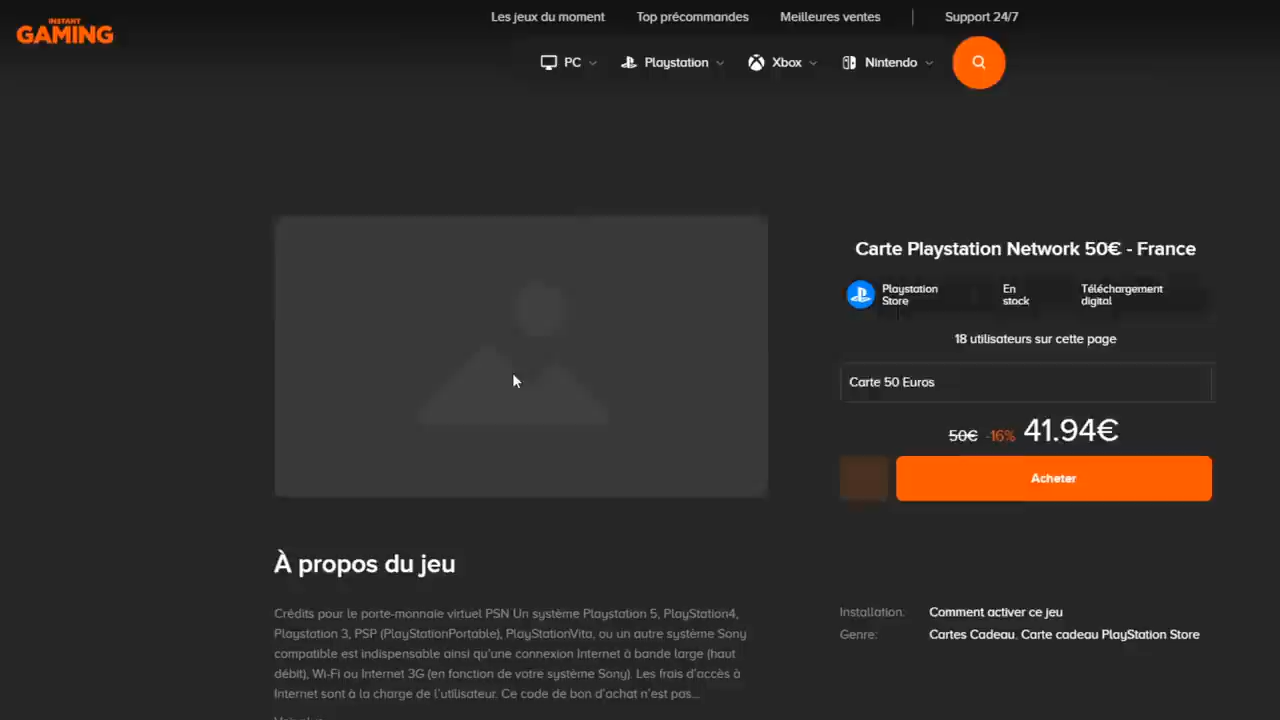 INSTANT
GAMING
Les jeux du moment Top précommandes Meilleures ventes Support 24/7
PC Playstation Xbox Nintendo
Carte Playstation Network 50€ - France
Playstation
Store
En
stock
Téléchargement
digital
18 utilisateurs sur cette page
Carte 50 Euros
50€ -16% 41.94€
Acheter
À propos du jeu
Crédits pour le porte-monnaie virtuel PSN Un système Playstation 5, PlayStation4,
Playstation 3, PSP (PlayStationPortable), PlayStationVita, ou un autre système Sony
compatible est indispensable ainsi qu'une connexion Internet à bande large (haut
débit), Wi-Fi ou Internet 3G (en fonction de votre système Sony). Les frais d'accès à
Internet sont à la charge de l'utilisateur. Ce code de bon d'achat n'est pas...
Installation: Comment activer ce jeu
Genre: Cartes Cadeau, Carte cadeau PlayStation Store